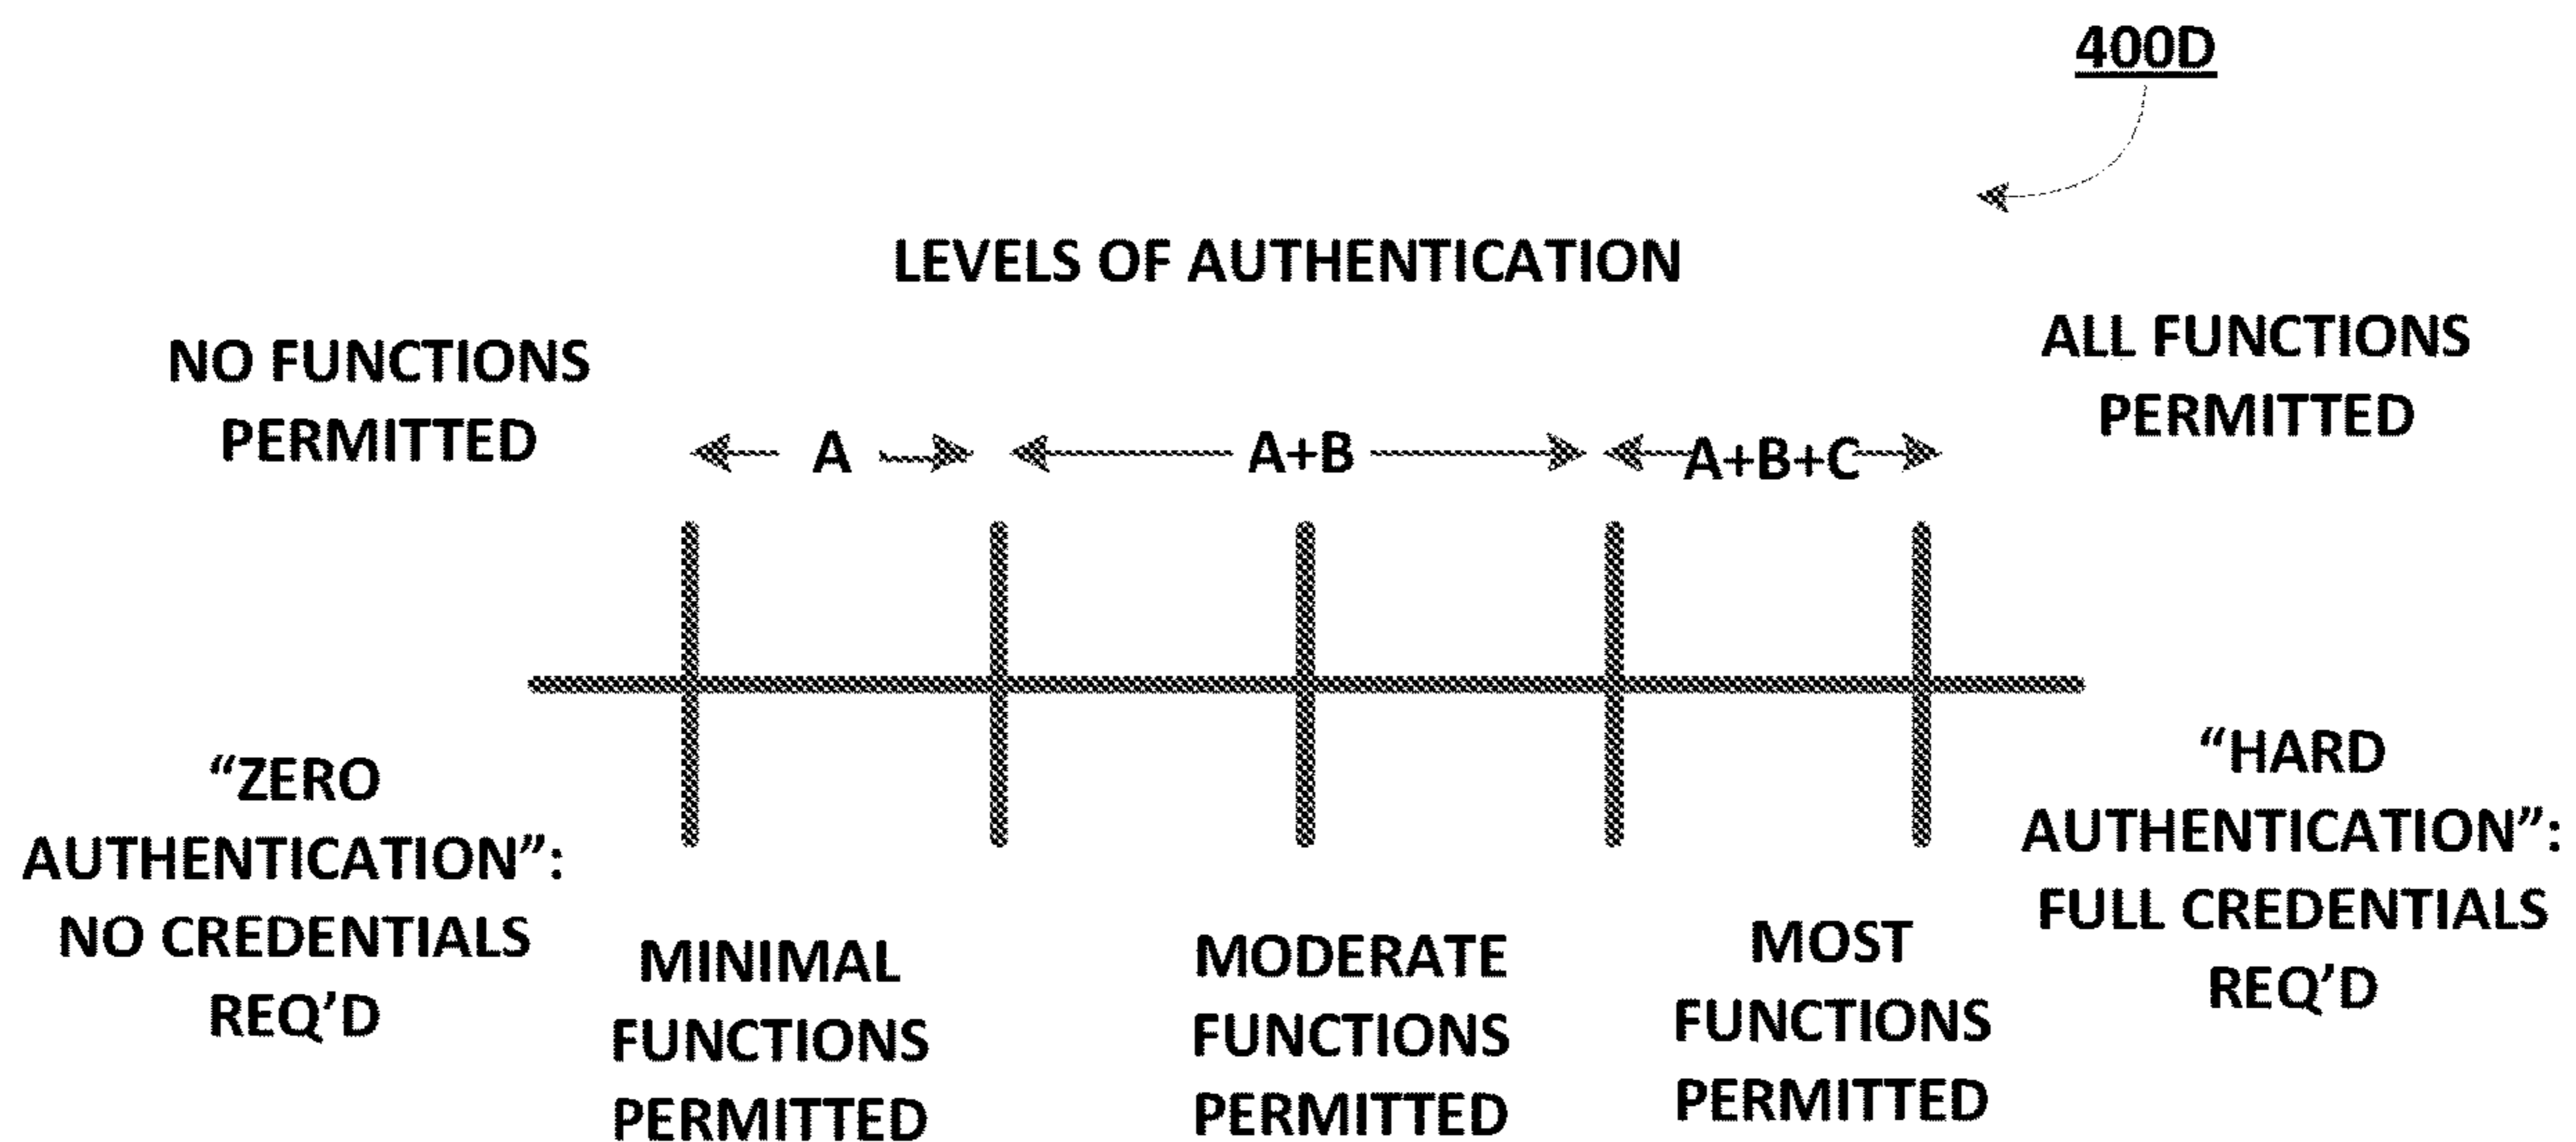 400D
LEVELS OF AUTHENTICATION
NO FUNCTIONS
PERMITTED
ALL FUNCTIONS
PERMITTED
A
A+B
A+B+C
“ZERO
AUTHENTICATION”:
NO CREDENTIALS
REQ’D
MINIMAL
FUNCTIONS
PERMITTED
MODERATE
FUNCTIONS
PERMITTED
MOST
FUNCTIONS
PERMITTED
“HARD
AUTHENTICATION”:
FULL CREDENTIALS
REQ’D